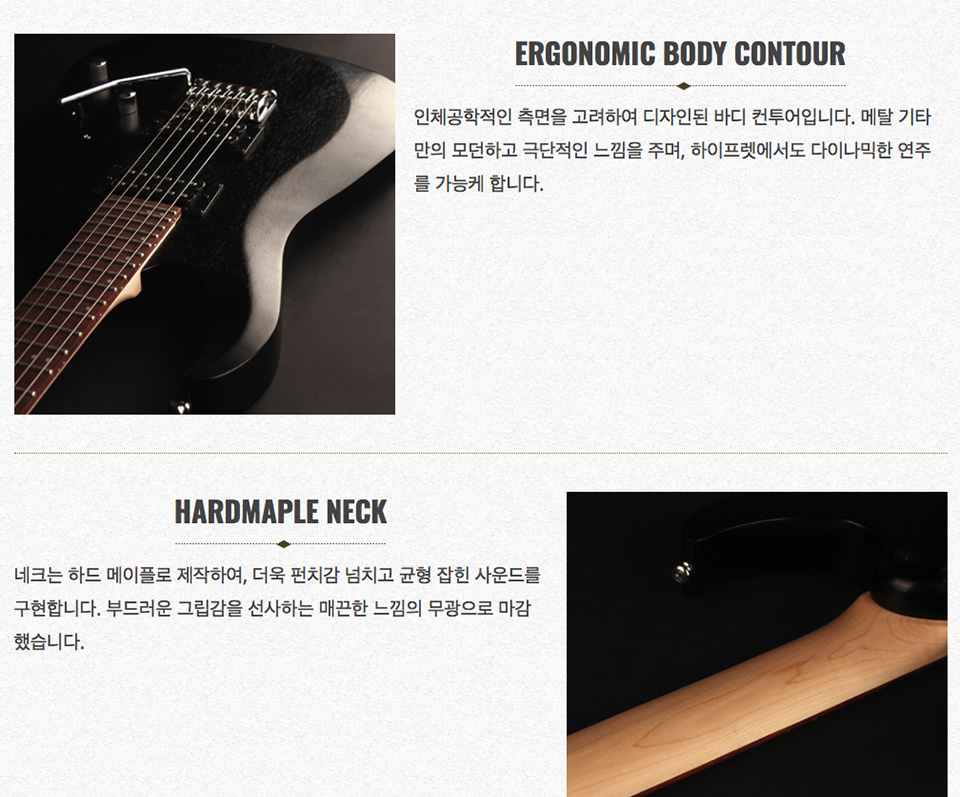 ERGONOMIC BODY CONTOUR
인체공학적인 측면을 고려하여 디자인된 바디 컨투어입니다. 메탈 기타
만의 모던하고 극단적인 느낌을 주며, 하이프렛에서도 다이나믹한 연주
를 가능케 합니다.
HARDMAPLE NECK
네크는 하드 메이플로 제작하여, 더욱 펀치감 넘치고 균형 잡힌 사운드를
구현합니다. 부드러운 그립감을 선사하는 매끈한 느낌의 무광으로 마감
했습니다.